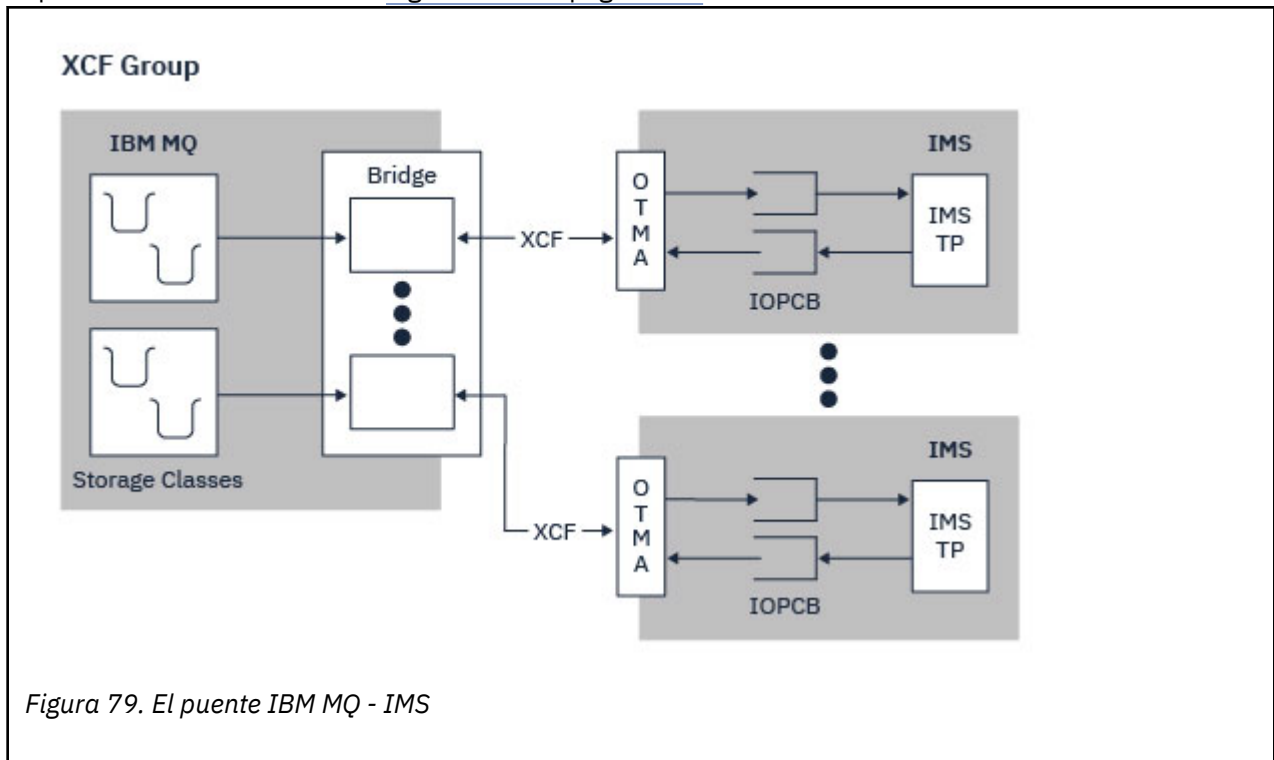 XCF Group
IBM MQ
Bridge
Storage Classes
XCF
XCF
O
T
M
A
IMS
IMS
TP
IOPCB
O
T
M
A
IMS
IMS
TP
IOPCB
Figura 79. El puente IBM MQ - IMS